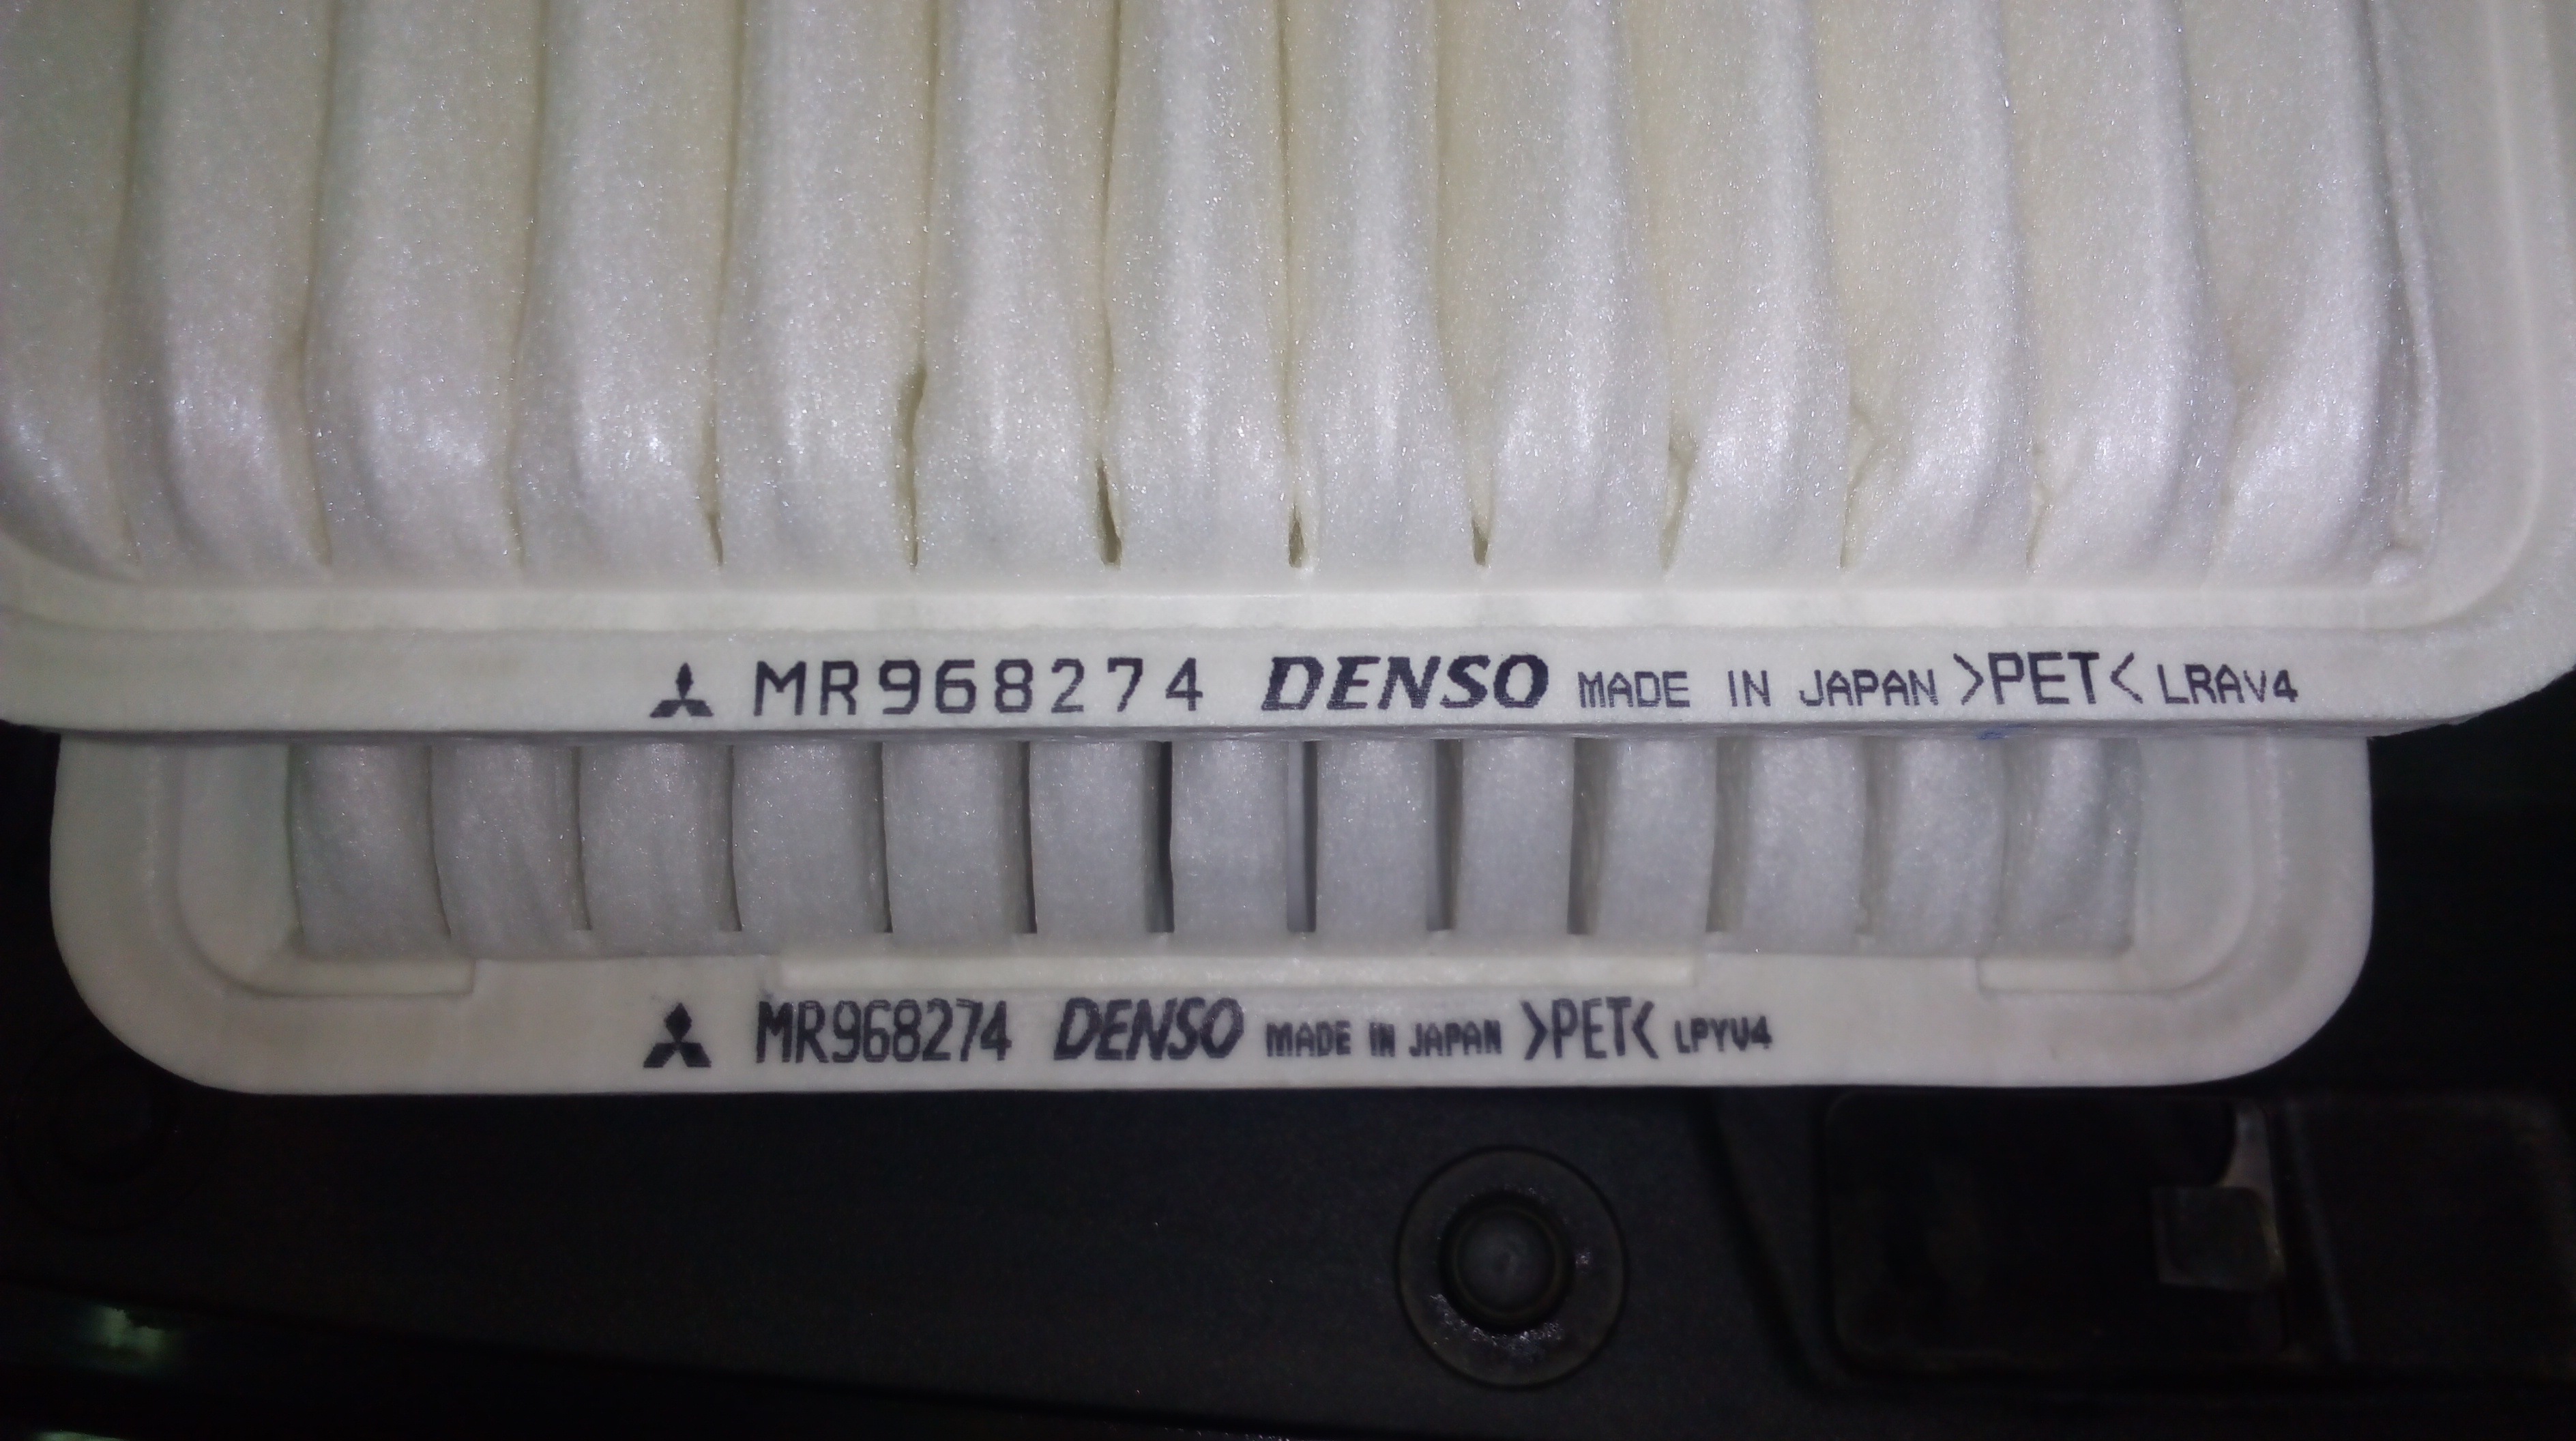 MR968274 DENSO MADE IN JAPAN >PET< LRAV4
MR968274 DENSO MADE IN JAPAN >PET< LPYV4